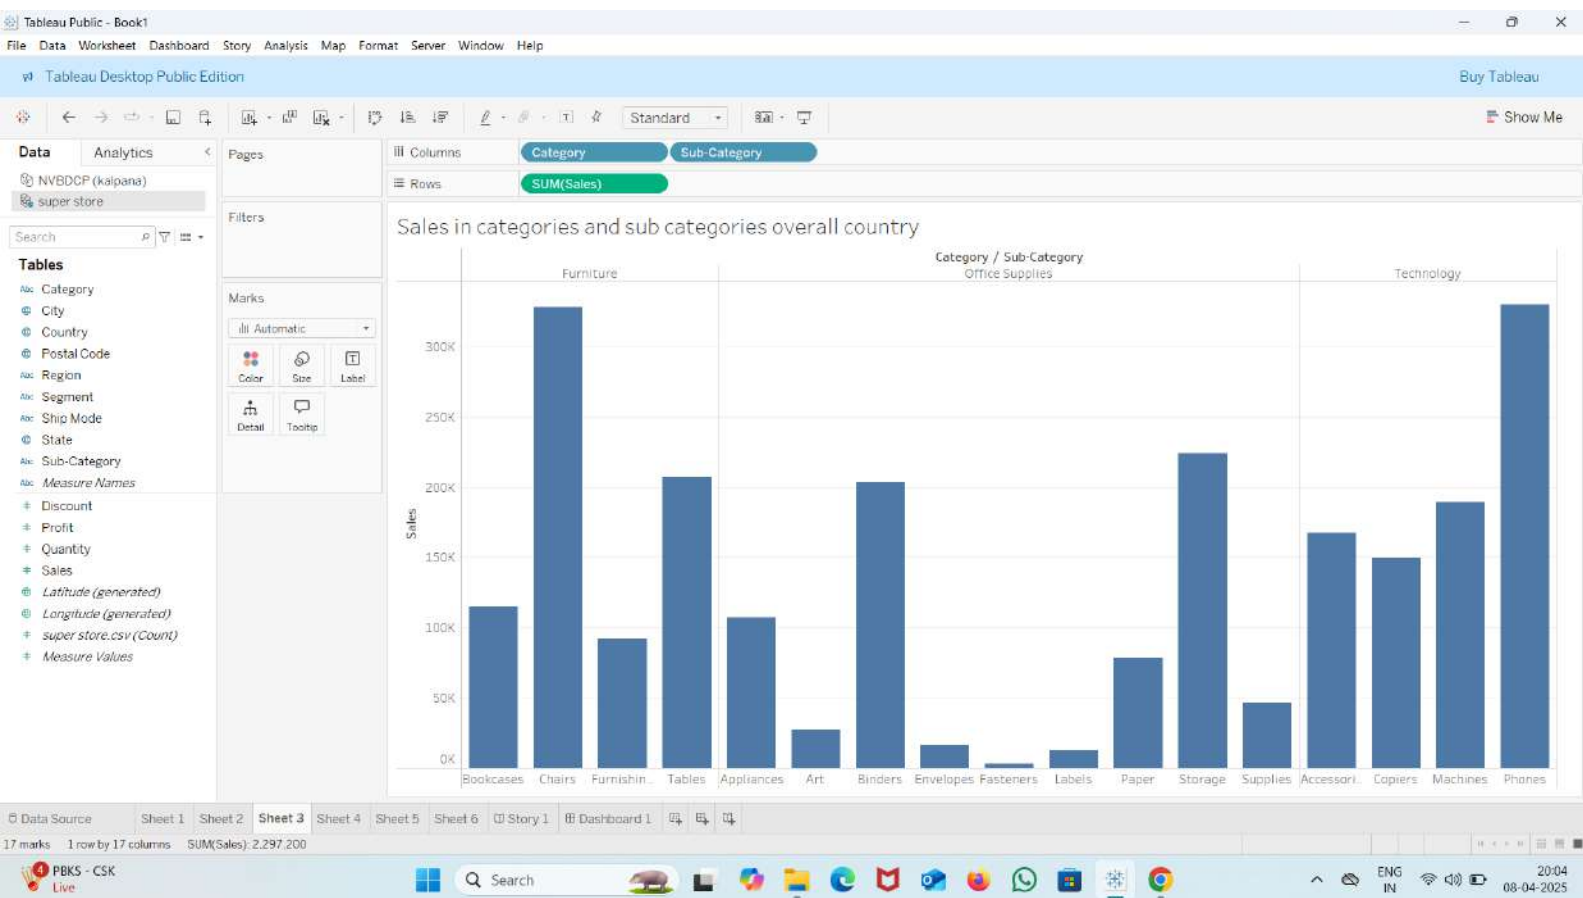 Tableau Public - Book1
File Data Worksheet Dashboard Story Analysis Map Format Server Window Help
Tableau Desktop Public Edition
Buy Tableau
Standard
Show Me
Data Analytics
Pages
Columns Category Sub-Category
Rows SUM(Sales)
NVBDCP (kalpana)
super store
Search
Filters
Marks
Automatic
Color Size Label
Detail Tooltip
Tables
Abc Category
City
Country
Postal Code
Abc Region
Abc Segment
Abc Ship Mode
State
Abc Sub-Category
Abc Measure Names
Discount
Profit
Quantity
Sales
Latitude (generated)
Longitude (generated)
super store.csv (Count)
Measure Values
Sales in categories and sub categories overall country
Category / Sub-Category
Furniture Office Supplies Technology
300K
250K
200K
150K
100K
50K
0K
Sales
Bookcases Chairs Furnishin.. Tables Appliances Art Binders Envelopes Fasteners Labels Paper Storage Supplies Accessori.. Copiers Machines Phones
Data Source Sheet 1 Sheet 2 Sheet 3 Sheet 4 Sheet 5 Sheet 6 Story 1 Dashboard 1
17 marks 1 row by 17 columns SUM(Sales): 2,297,200
4
PBKS - CSK
Live
Search
ENG
IN
20:04
08-04-2025